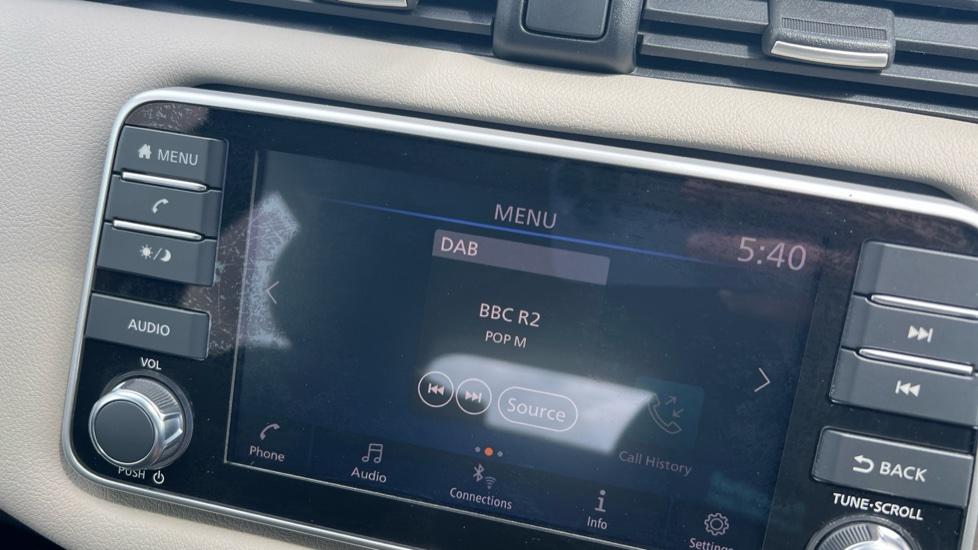 MENU
AUDIO
VOL
PUSH
MENU
5:40
DAB
BBC R2
POP M
Source
Call History
Phone
Audio
Connections
Info
Settings
BACK
TUNE·SCROLL